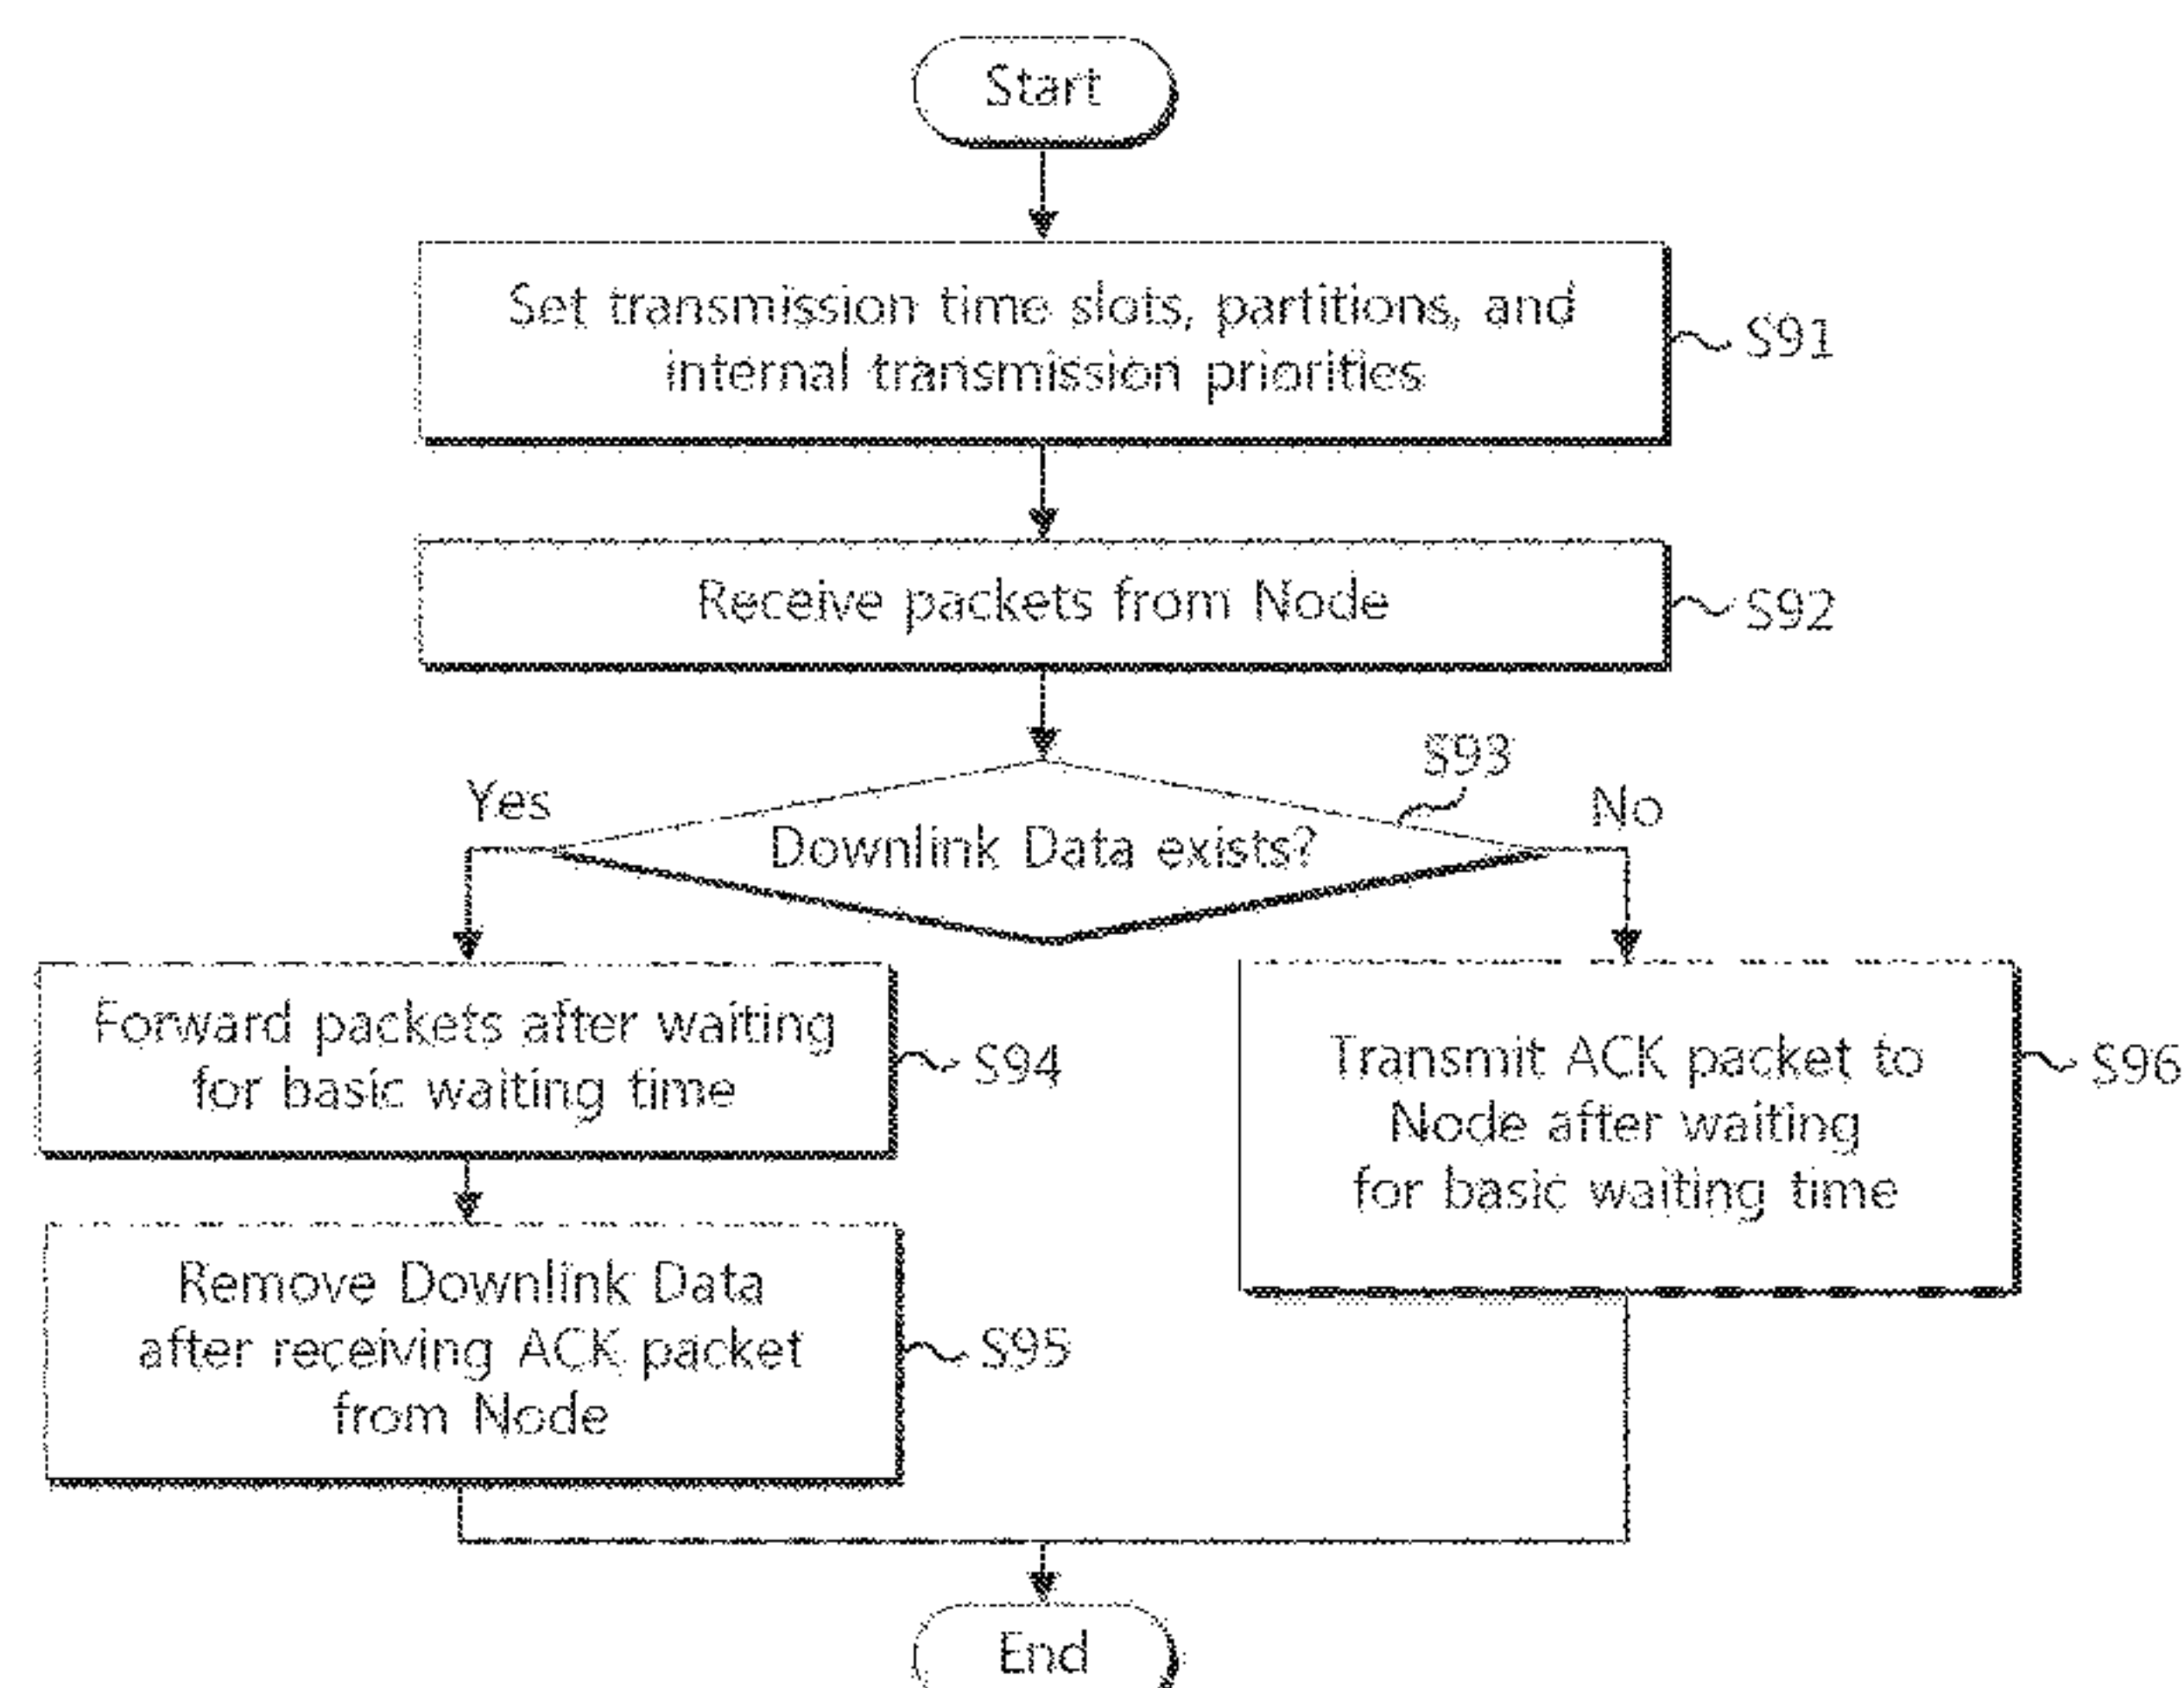 Start
Set transmission time slots, partitions, and
internal transmission priorities
S91
Receive packets from Node
S92
S93
Yes
No
Downlink Data exists?
Forward packets after waiting
for basic waiting time
S94
Transmit ACK packet to
Node after waiting
for basic waiting time
S96
Remove Downlink Data
after receiving ACK packet
from Node
S95
End